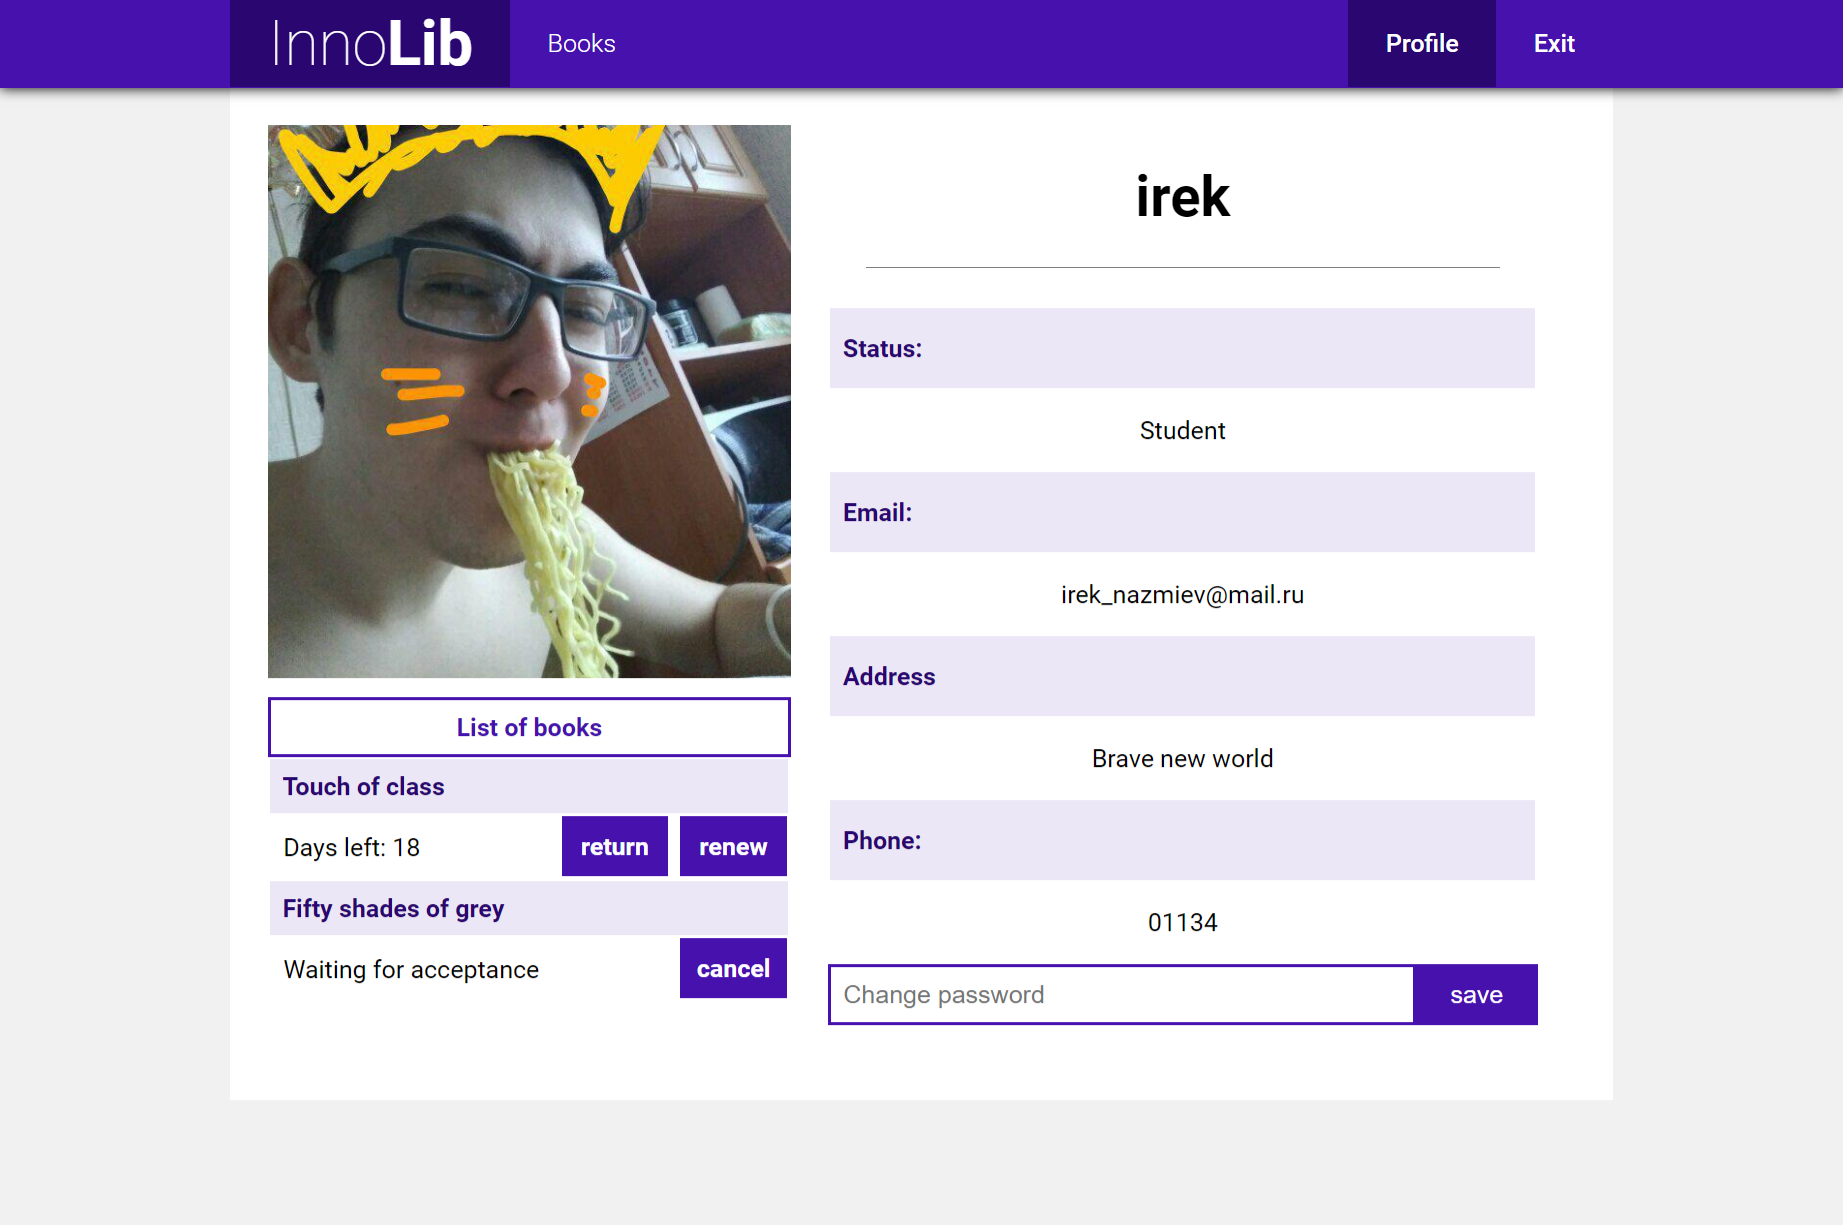 InnoLib
Books
Profile
Exit
irek
Status:
Student
Email:
irek_nazmiev@mail.ru
Address
Brave new world
Phone:
01134
Change password
save
List of books
Touch of class
Days left: 18
return
renew
Fifty shades of grey
Waiting for acceptance
cancel